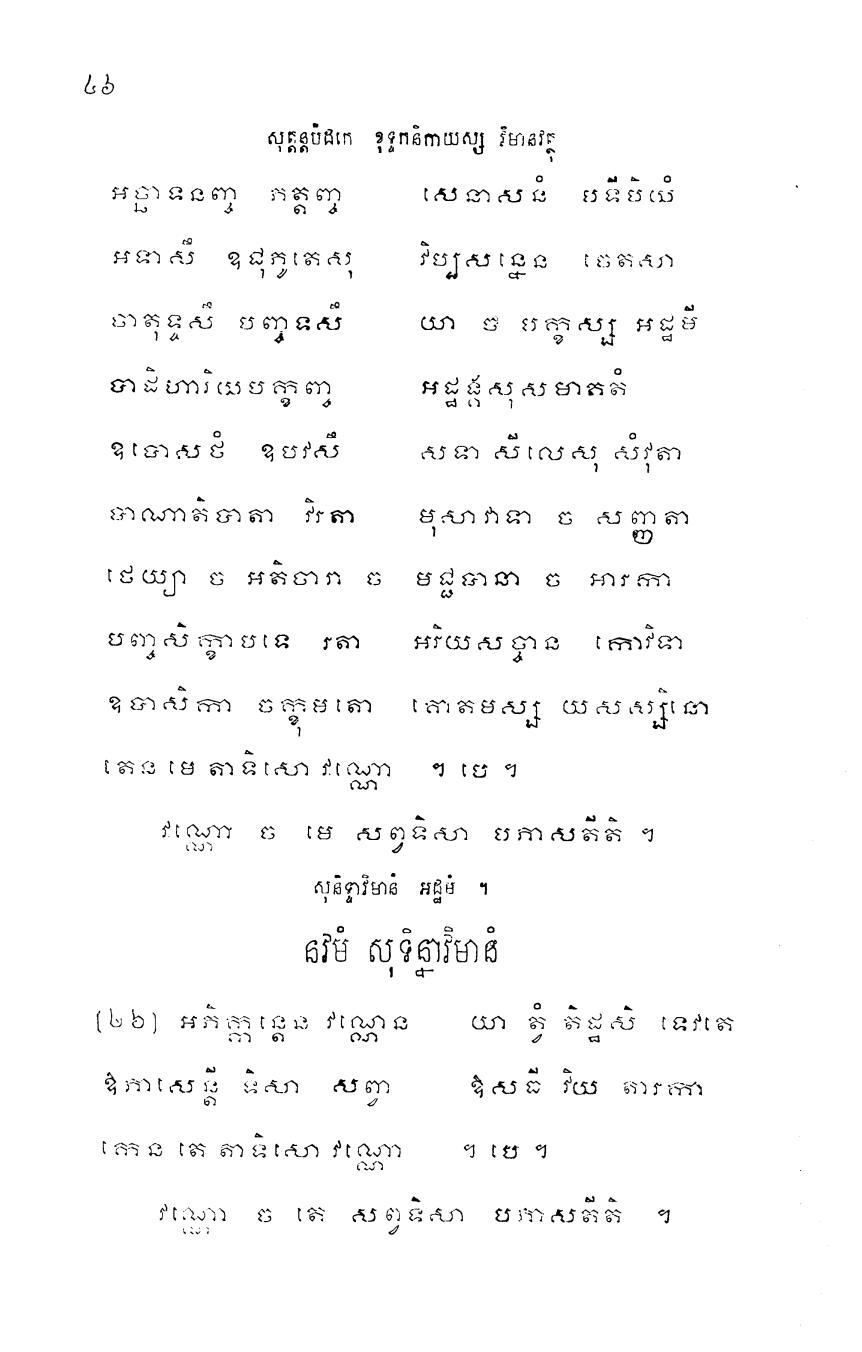 ៤៦
សុត្តន្តបិដកេ ខុទ្ទកនិកាយស្ស វិមានវត្ថុ
អច្ឆាទនញ្ច ភត្តញ្ច សេនាសនំ បទីបិយំ
អទាសឹ ឧជុភូតេសុ វិប្បសន្នេន ចេតសា
ចាតុទ្ទសឹ បញ្ចទសឹ យា ច បក្ខស្ស អដ្ឋមី
បាដិហារិយបក្ខញ្ច អដ្ឋង្គសុសមាគតំ
ឧបោសថំ ឧបវសឹ សទា សីលេសុ សំវុតា
បាណាតិបាតា វិរតា មុសាវាទា ច សញ្ញតា
ថេយ្យា ច អតិចារា ច មជ្ជបានា ច អារកា
បញ្ចសិក្ខាបទេ រតា អរិយសច្ចាន កោវិទា
ឧបាសិកា ចក្ខុមតោ គោតមស្ស យសស្សិនោ
តេន មេ តាទិសោ វណ្ណោ ។ បេ ។
វណ្ណោ ច មេ សព្វទិសា បភាសតីតិ ។
សុនិទ្ទាវិមានំ អដ្ឋមំ ។
នវមំ សុទិន្នាវិមានំ
(២៦) អភិក្កន្តេន វណ្ណេន យា ត្វំ តិដ្ឋសិ ទេវតេ
ឱភាសេន្តី ទិសា សព្វា ឱសធី វិយ តារកា
កេន តេ តាទិសោ វណ្ណោ ។ បេ ។
វណ្ណោ ច តេ សព្វទិសា បភាសតីតិ ។